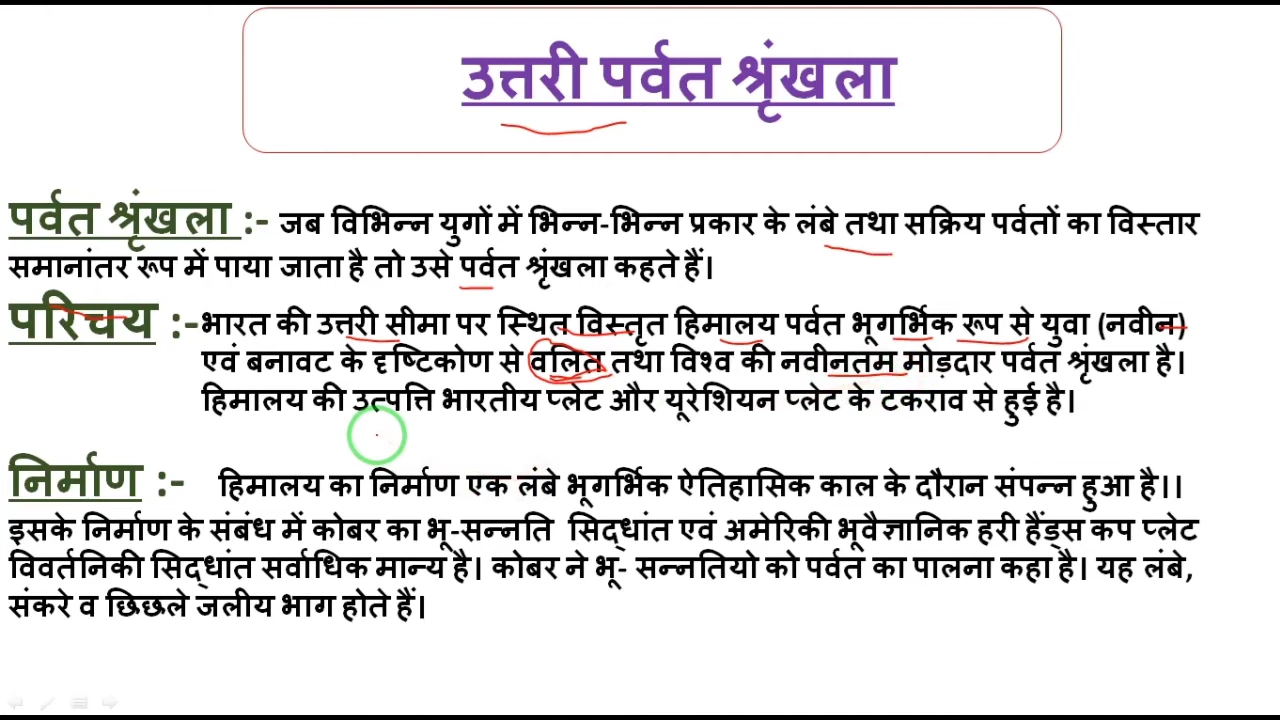 उत्तरी पर्वत श्रृंखला
पर्वत श्रृंखला :- जब विभिन्न युगों में भिन्न-भिन्न प्रकार के लंबे तथा सक्रिय पर्वतों का विस्तार
समानांतर रूप में पाया जाता है तो उसे पर्वत श्रृंखला कहते हैं।
परिचय :-भारत की उत्तरी सीमा पर स्थित विस्तृत हिमालय पर्वत भूगर्भिक रूप से युवा (नवीन)
एवं बनावट के दृष्टिकोण से वलित तथा विश्व की नवीनतम मोड़दार पर्वत श्रृंखला है।
हिमालय की उत्पत्ति भारतीय प्लेट और यूरेशियन प्लेट के टकराव से हुई है।
निर्माण :- हिमालय का निर्माण एक लंबे भूगर्भिक ऐतिहासिक काल के दौरान संपन्न हुआ है।।
इसके निर्माण के संबंध में कोबर का भू-सन्नति सिद्धांत एवं अमेरिकी भूवैज्ञानिक हरी हैंड्स कप प्लेट
विवर्तनिकी सिद्धांत सर्वाधिक मान्य है। कोबर ने भू- सन्नतियो को पर्वत का पालना कहा है। यह लंबे,
संकरे व छिछले जलीय भाग होते हैं।